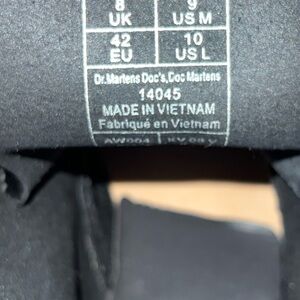 8 9
UK US M
42 10
EU US L
Dr.Martens Doc's,Doc Martens
14045
MADE IN VIETNAM
Fabriqué en Vietnam
AW004